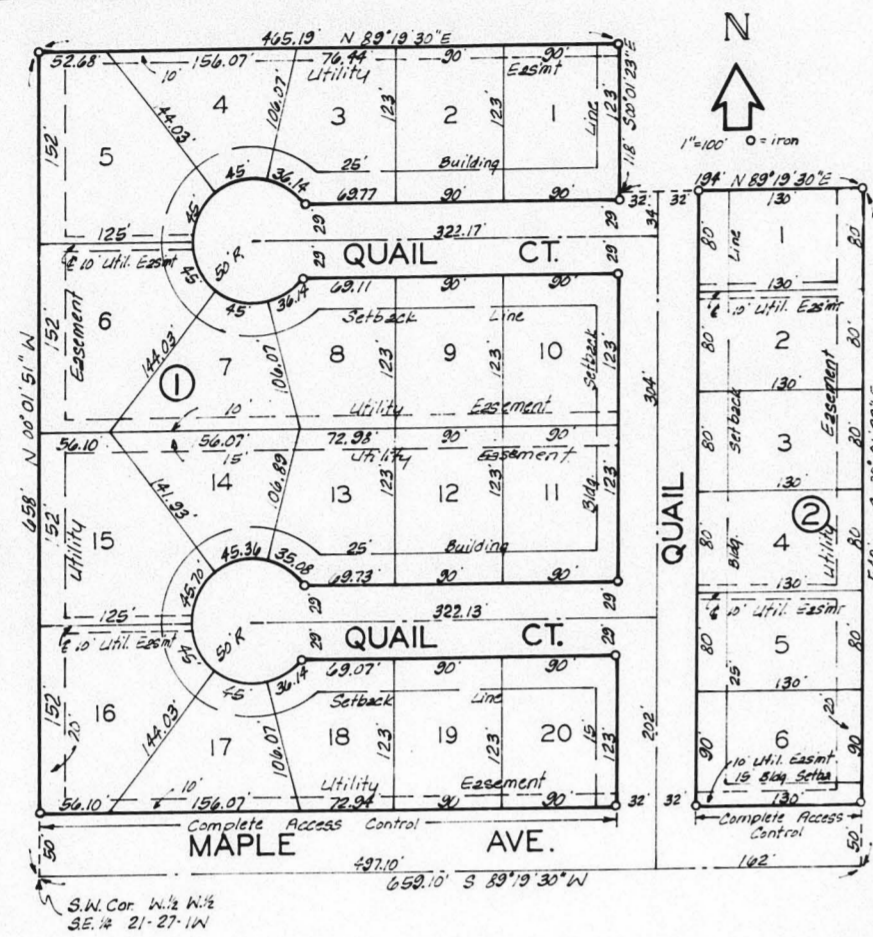 N
1"=100' o = iron
465.19' N 89°19'30"E
52.68 156.07' 76.44' 90' 90'
10' Utility Easmt
44.03' 106.07' 123' 123' 123'
5 4 3 2 1
Line
118' S00°01'23"E
152'
25' Building
45' 36.14 69.77 90' 90' 32'
194' N 89°19'30"E
32' 130'
45' 29' 29' 34'
125' 322.17'
QUAIL CT.
℄ 10' Util. Easmt
50' R.
29' 29'
45' 45' 36.14 69.11 90' 90'
Setback Line
6 7 8 9 10
152' Easement
144.03' 106.07 123' 123' 123'
Setback
1
10' Utility Easement
658' N 00°01'51" W
56.10 56.07' 72.98' 90' 90'
15' Utility Easement
304'
14 13 12 11
141.93' 106.89 123' 123' 123'
Bldg.
15
152' Utility
25' Building
45.36 35.08 69.73 90' 90'
45.70'
29' 29'
125' 322.13'
QUAIL CT.
℄ 10' Util. Easmt
54' 50' R
29' 29'
45' 36.14 69.07' 90' 90'
Setback Line
16 17 18 19 20
152' 20'
144.03' 106.07' 123' 123' 15' 123'
202'
10' Utility Easement
56.10 156.07' 72.94 90' 90' 32'
QUAIL
80' 1 80'
Line
130'
℄ 10' Util. Easmt
80' 2 80'
130'
Setback
Easement
80' 3 80'
130'
2
80' 4 80'
Bldg. Utility
130'
℄ 10' Util. Easmt
80' 5 80'
25' 130' 20'
90' 6 90'
10' Util. Easmt.
15' Bldg Setba
32' 130'
Complete Access Control
Complete Access
Control
MAPLE AVE.
50' 50'
497.10' 162'
659.10' S 89°19'30"W
S.W. Cor. W.½ W.½
S.E. ¼ 21-27-1W